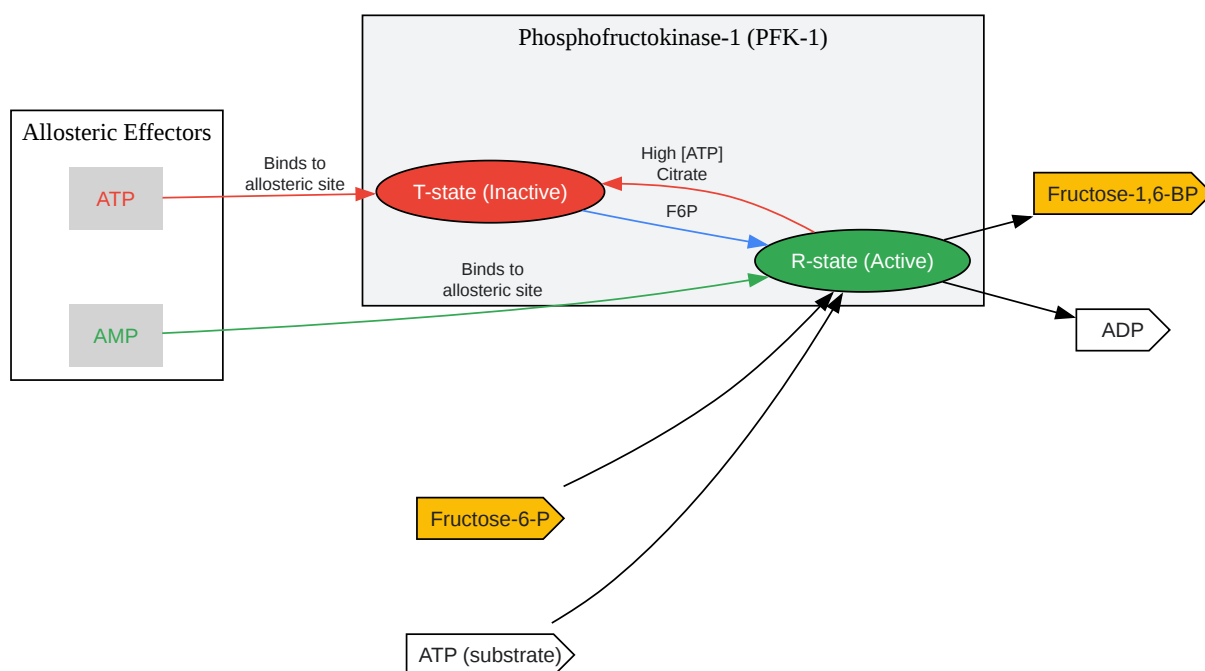 Phosphofructokinase-1 (PFK-1)
Allosteric Effectors
ATP
Binds to
allosteric site
T-state (Inactive)
High [ATP]
Citrate
F6P
R-state (Active)
Fructose-1,6-BP
AMP
Binds to
allosteric site
ADP
Fructose-6-P
ATP (substrate)